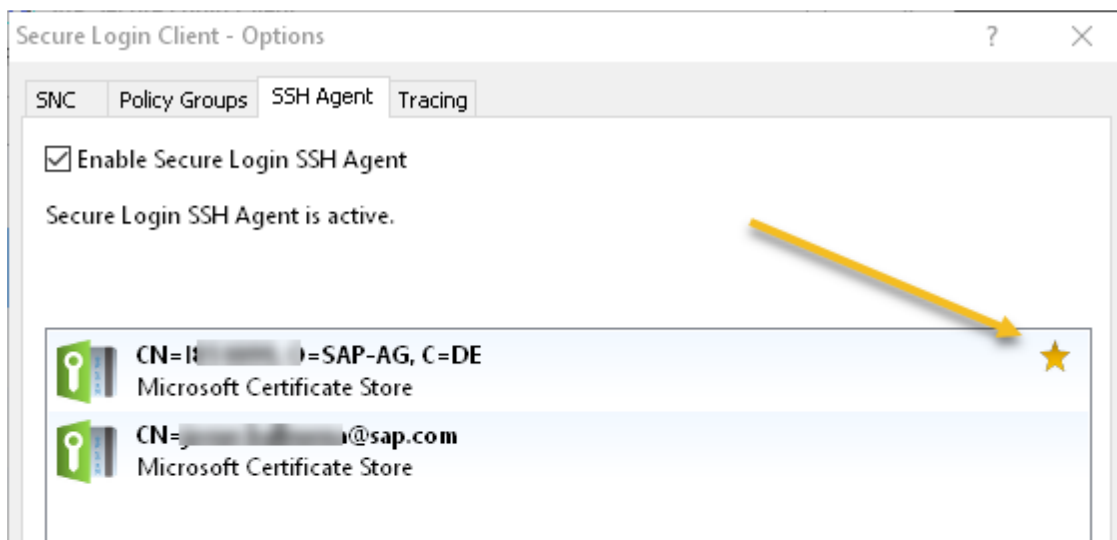 Secure Login Client - Options
SNC
Policy Groups
SSH Agent
Tracing
Enable Secure Login SSH Agent
Secure Login SSH Agent is active.
=SAP-AG, C=DE
Microsoft Certificate Store
@sap.com
Microsoft Certificate Store